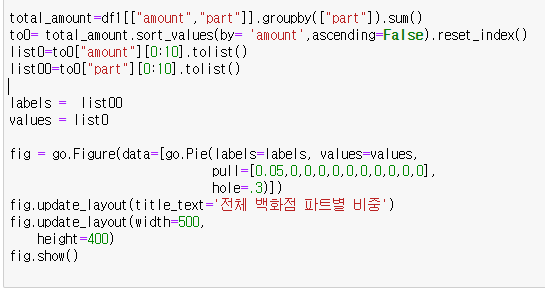 total_amount=df1[["amount","part"]].groupby(["part"]).sum()
to0= total_amount.sort_values(by= 'amount',ascending=False).reset_index()
list0=to0["amount"][0:10].tolist()
list00=to0["part"][0:10].tolist()
labels =  list00
values = list0
fig = go.Figure(data=[go.Pie(labels=labels, values=values,
pull=[0.05,0,0,0,0,0,0,0,0,0,0],
hole=.3)])
fig.update_layout(title_text='전체 백화점 파트별 비중')
fig.update_layout(width=500,
height=400)
fig.show()